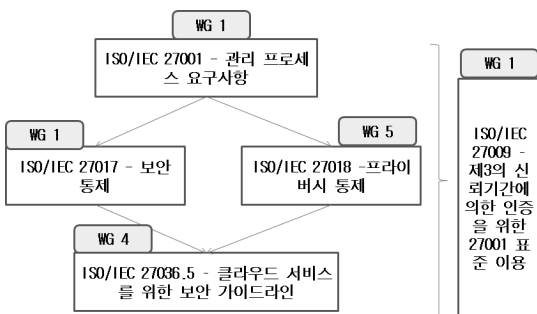 WG 1
ISO/IEC 27001 - 관리 프로세
스 요구사항
WG 1
ISO/IEC 27017 - 보안
통제
WG 5
ISO/IEC 27018 -프라이
버시 통제
WG 4
ISO/IEC 27036.5 - 클라우드 서비스
를 위한 보안 가이드라인
WG 1
ISO/IEC
27009 -
제3의 신
뢰기간에
의한 인증
을 위한
27001 표
준 이용